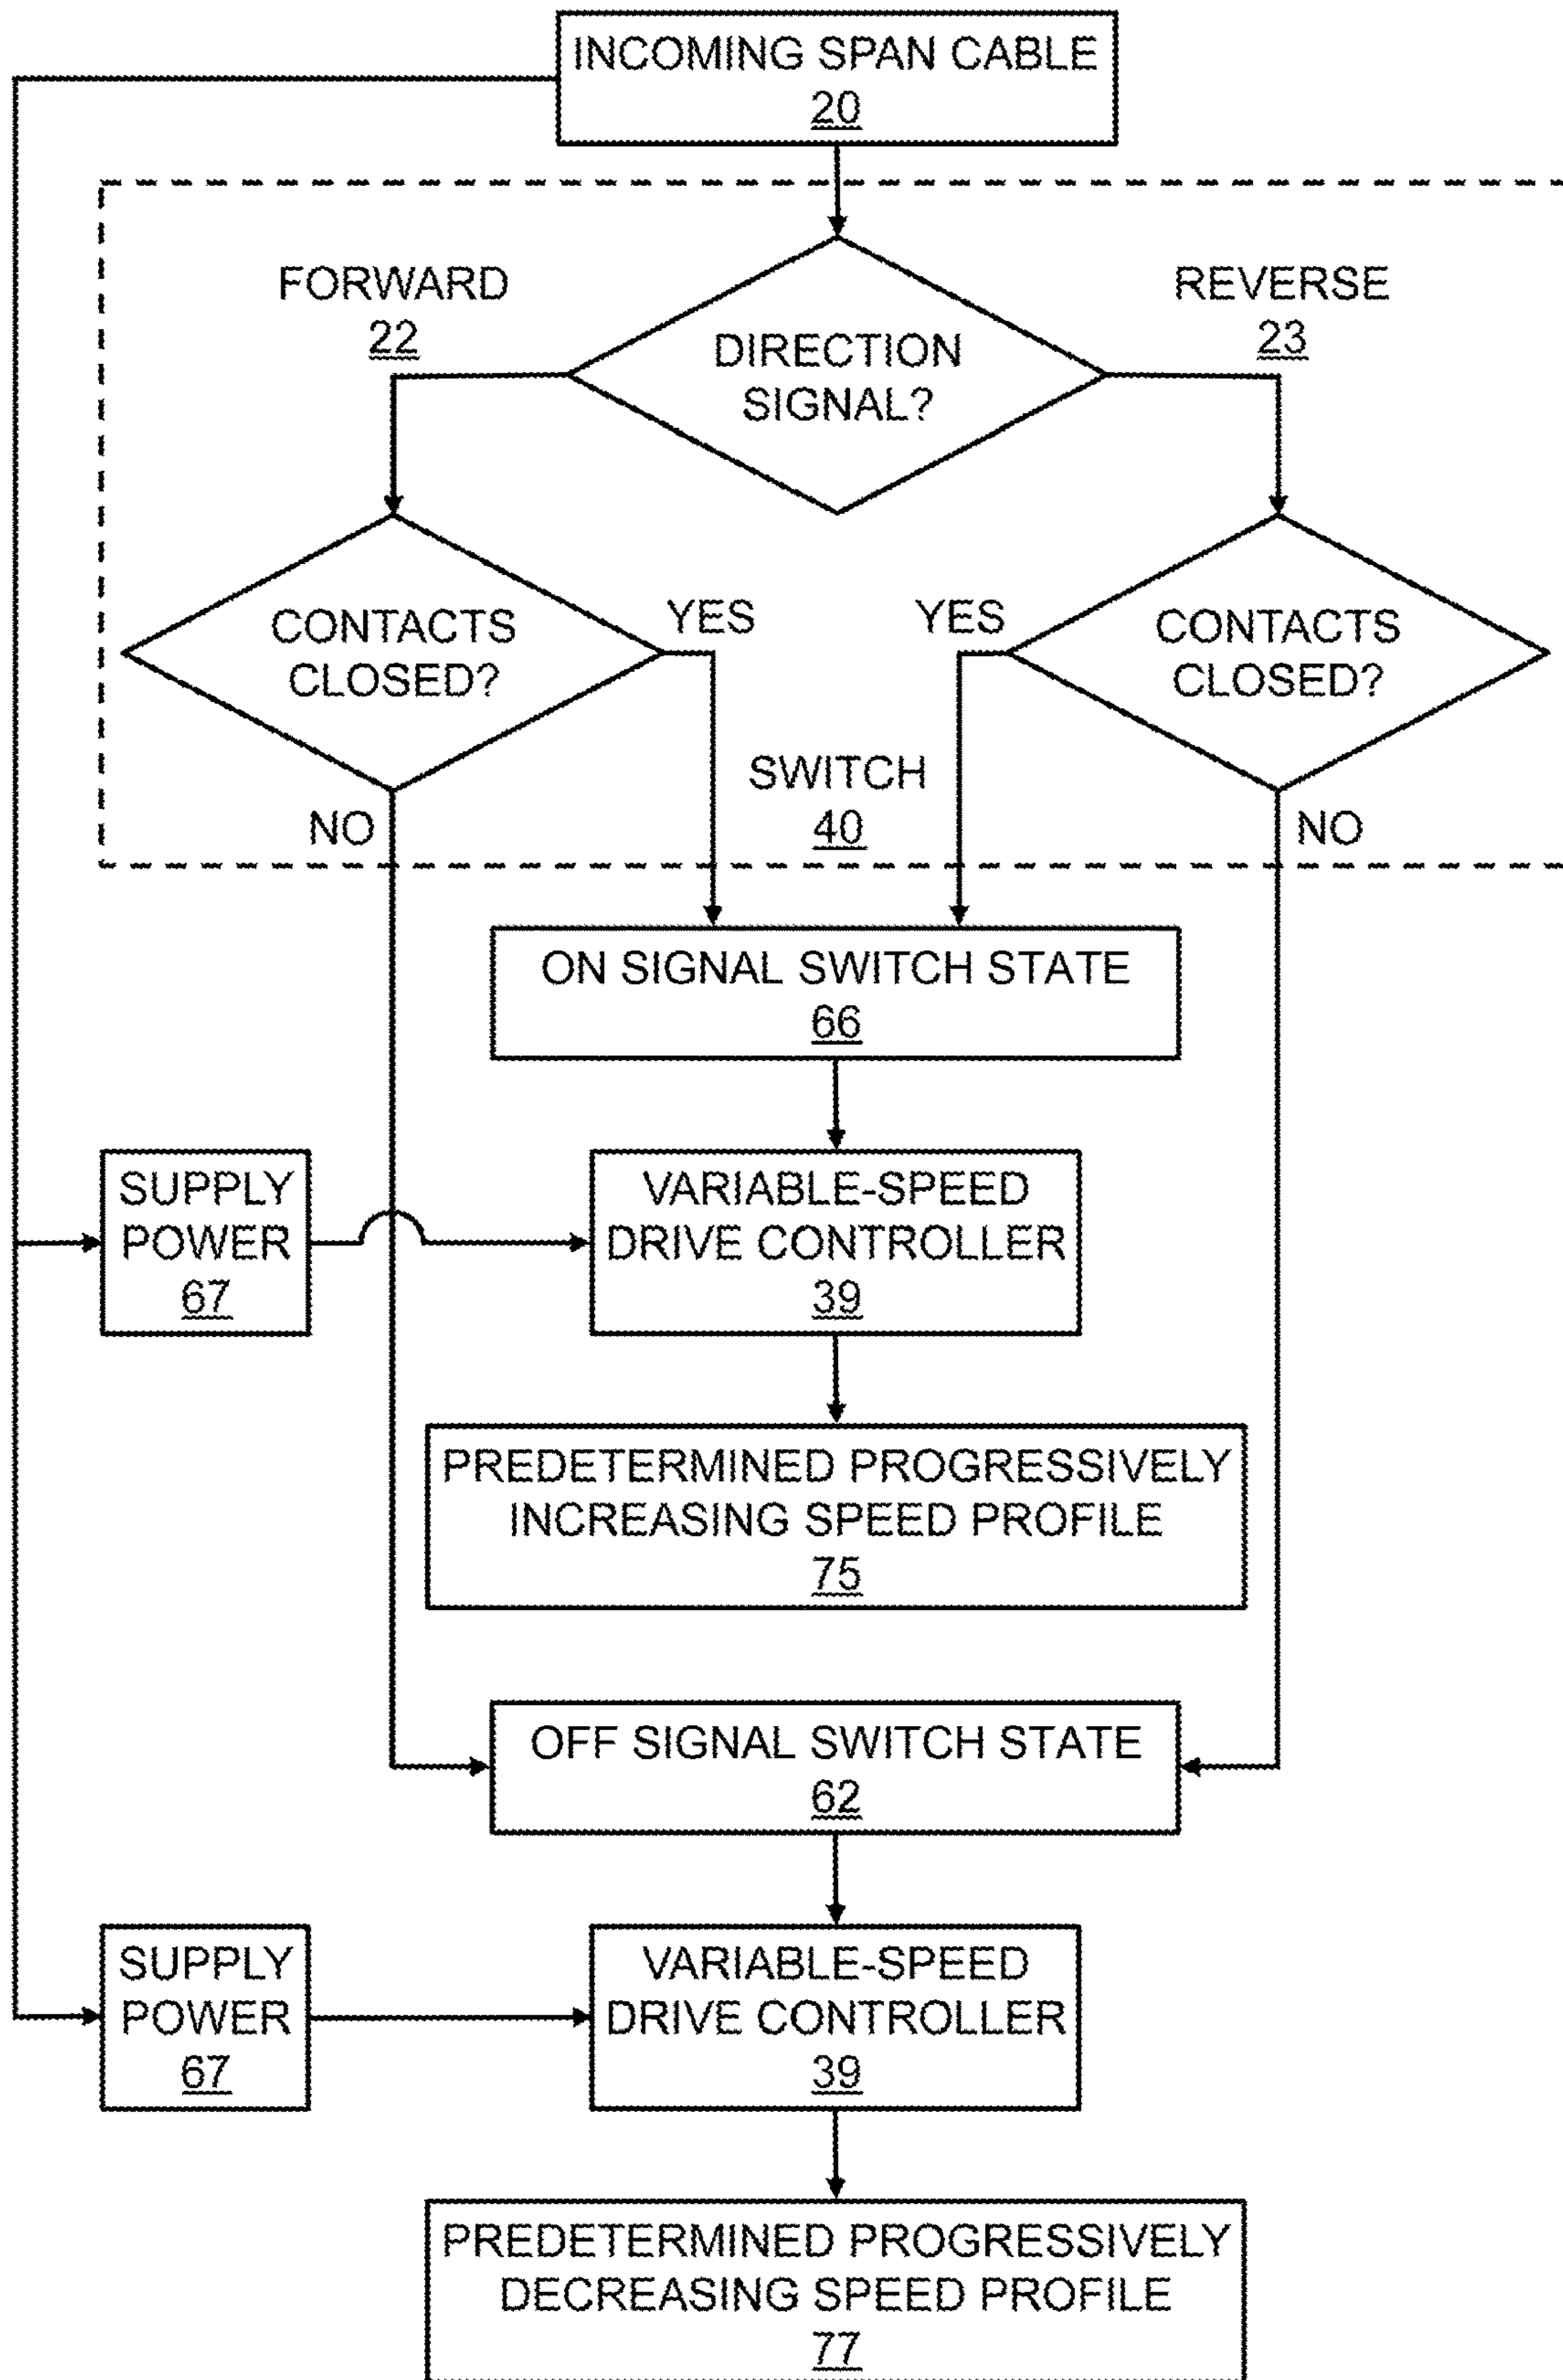 INCOMING SPAN CABLE
20
FORWARD
22
REVERSE
23
DIRECTION
SIGNAL?
CONTACTS
CLOSED?
YES
YES
CONTACTS
CLOSED?
SWITCH
40
NO
NO
ON SIGNAL SWITCH STATE
66
SUPPLY
POWER
67
VARIABLE-SPEED
DRIVE CONTROLLER
39
PREDETERMINED PROGRESSIVELY
INCREASING SPEED PROFILE
75
OFF SIGNAL SWITCH STATE
62
SUPPLY
POWER
67
VARIABLE-SPEED
DRIVE CONTROLLER
39
PREDETERMINED PROGRESSIVELY
DECREASING SPEED PROFILE
77